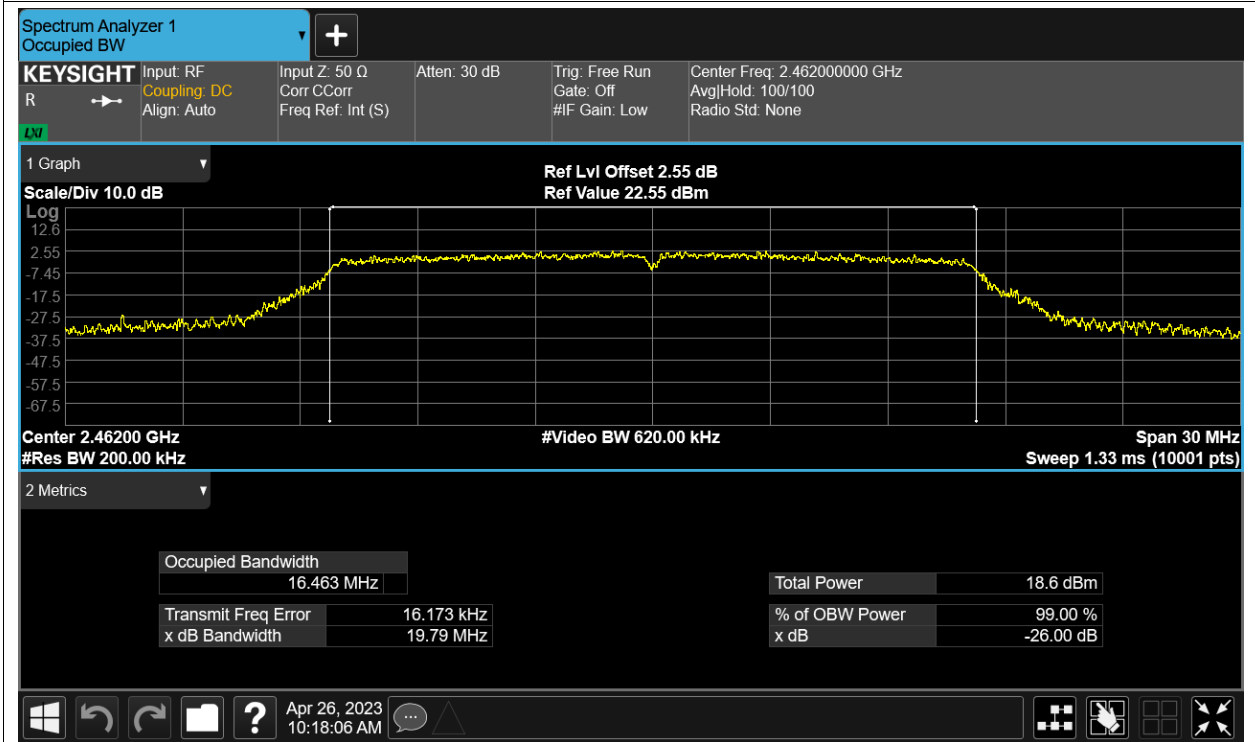 Spectrum Analyzer 1
Occupied BW
KEYSIGHT
R
LXI
Input: RF
Coupling: DC
Align: Auto
Input Z: 50 Ω
Corr CCorr
Freq Ref: Int (S)
Atten: 30 dB
Trig: Free Run
Gate: Off
#IF Gain: Low
Center Freq: 2.462000000 GHz
Avg|Hold: 100/100
Radio Std: None
1 Graph
Scale/Div 10.0 dB
Ref Lvl Offset 2.55 dB
Ref Value 22.55 dBm
Log
12.6
2.55
-7.45
-17.5
-27.5
-37.5
-47.5
-57.5
-67.5
Center 2.46200 GHz
#Res BW 200.00 kHz
#Video BW 620.00 kHz
Span 30 MHz
Sweep 1.33 ms (10001 pts)
2 Metrics
Occupied Bandwidth
16.463 MHz
Transmit Freq Error 16.173 kHz
x dB Bandwidth 19.79 MHz
Total Power 18.6 dBm
% of OBW Power 99.00 %
x dB -26.00 dB
?
Apr 26, 2023
10:18:06 AM